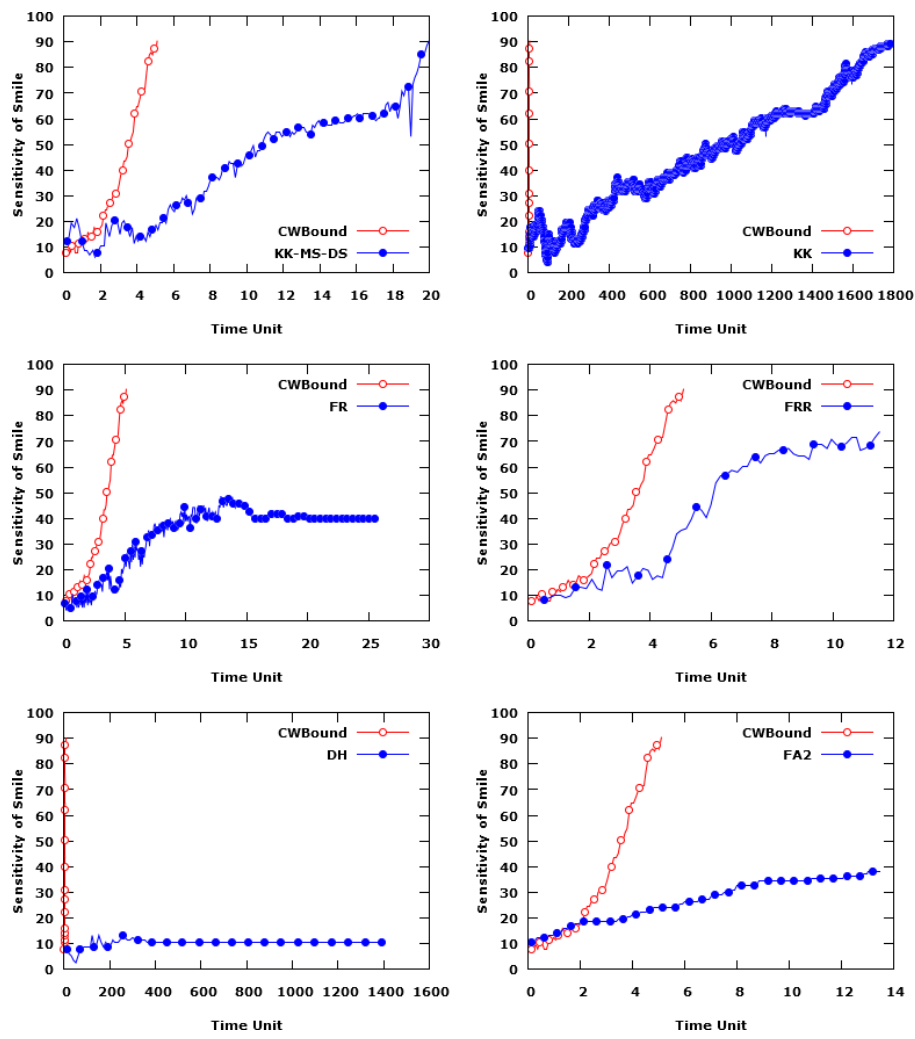 100
90
80
70
60
50
40
30
20
10
0
Sensitivity of Smile
CWBound
KK-MS-DS
0 2 4 6 8 10 12 14 16 18 20
Time Unit
100
90
80
70
60
50
40
30
20
10
0
Sensitivity of Smile
CWBound
KK
0 200 400 600 800 1000 1200 1400 1600 1800
Time Unit
100
90
80
70
60
50
40
30
20
10
0
Sensitivity of Smile
CWBound
FR
0 5 10 15 20 25 30
Time Unit
100
90
80
70
60
50
40
30
20
10
0
Sensitivity of Smile
CWBound
FRR
0 2 4 6 8 10 12
Time Unit
100
90
80
70
60
50
40
30
20
10
0
Sensitivity of Smile
CWBound
DH
0 200 400 600 800 1000 1200 1400 1600
Time Unit
100
90
80
70
60
50
40
30
20
10
0
Sensitivity of Smile
CWBound
FA2
0 2 4 6 8 10 12 14
Time Unit